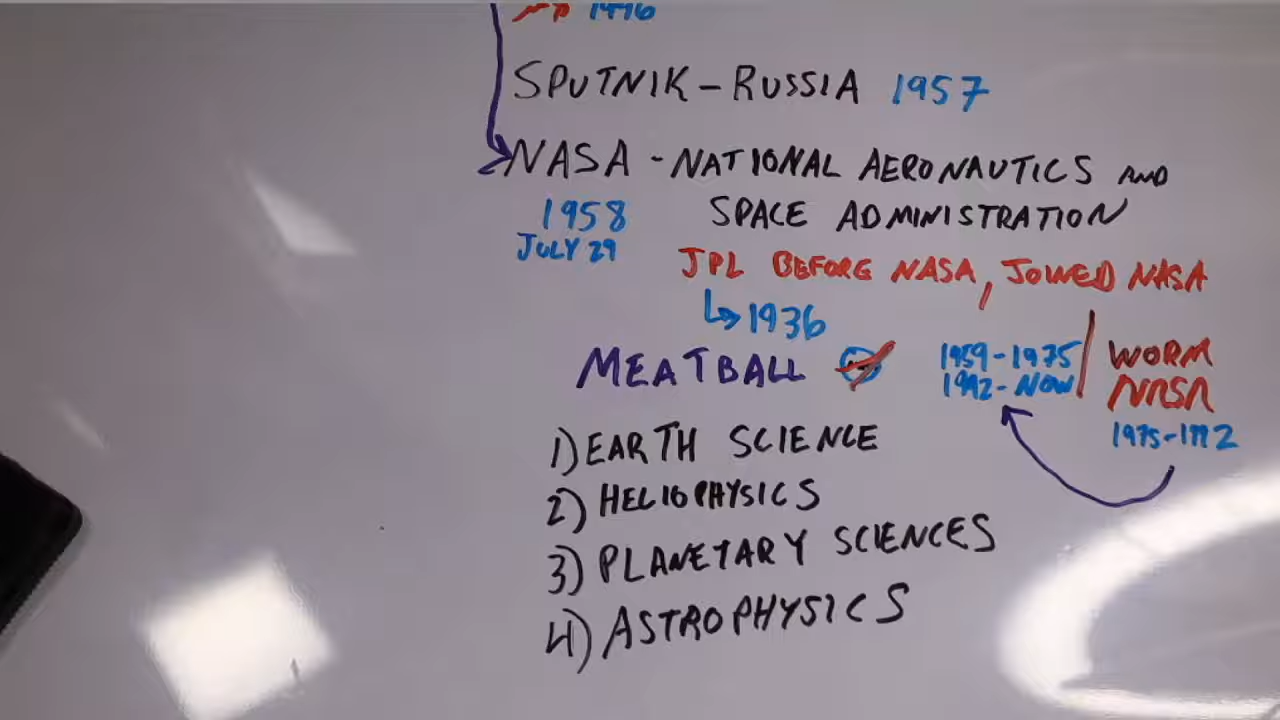 SPUTNIK - RUSSIA 1957
NASA - NATIONAL AERONAUTICS AND
1958 SPACE ADMINISTRATION
JULY 29
JPL BEFORE NASA, JOINED NASA
1936
MEATBALL 1959-1975 WORM
1992-NOW NASA
1975-1992
1) EARTH SCIENCE
2) HELIOPHYSICS
3) PLANETARY SCIENCES
4) ASTROPHYSICS